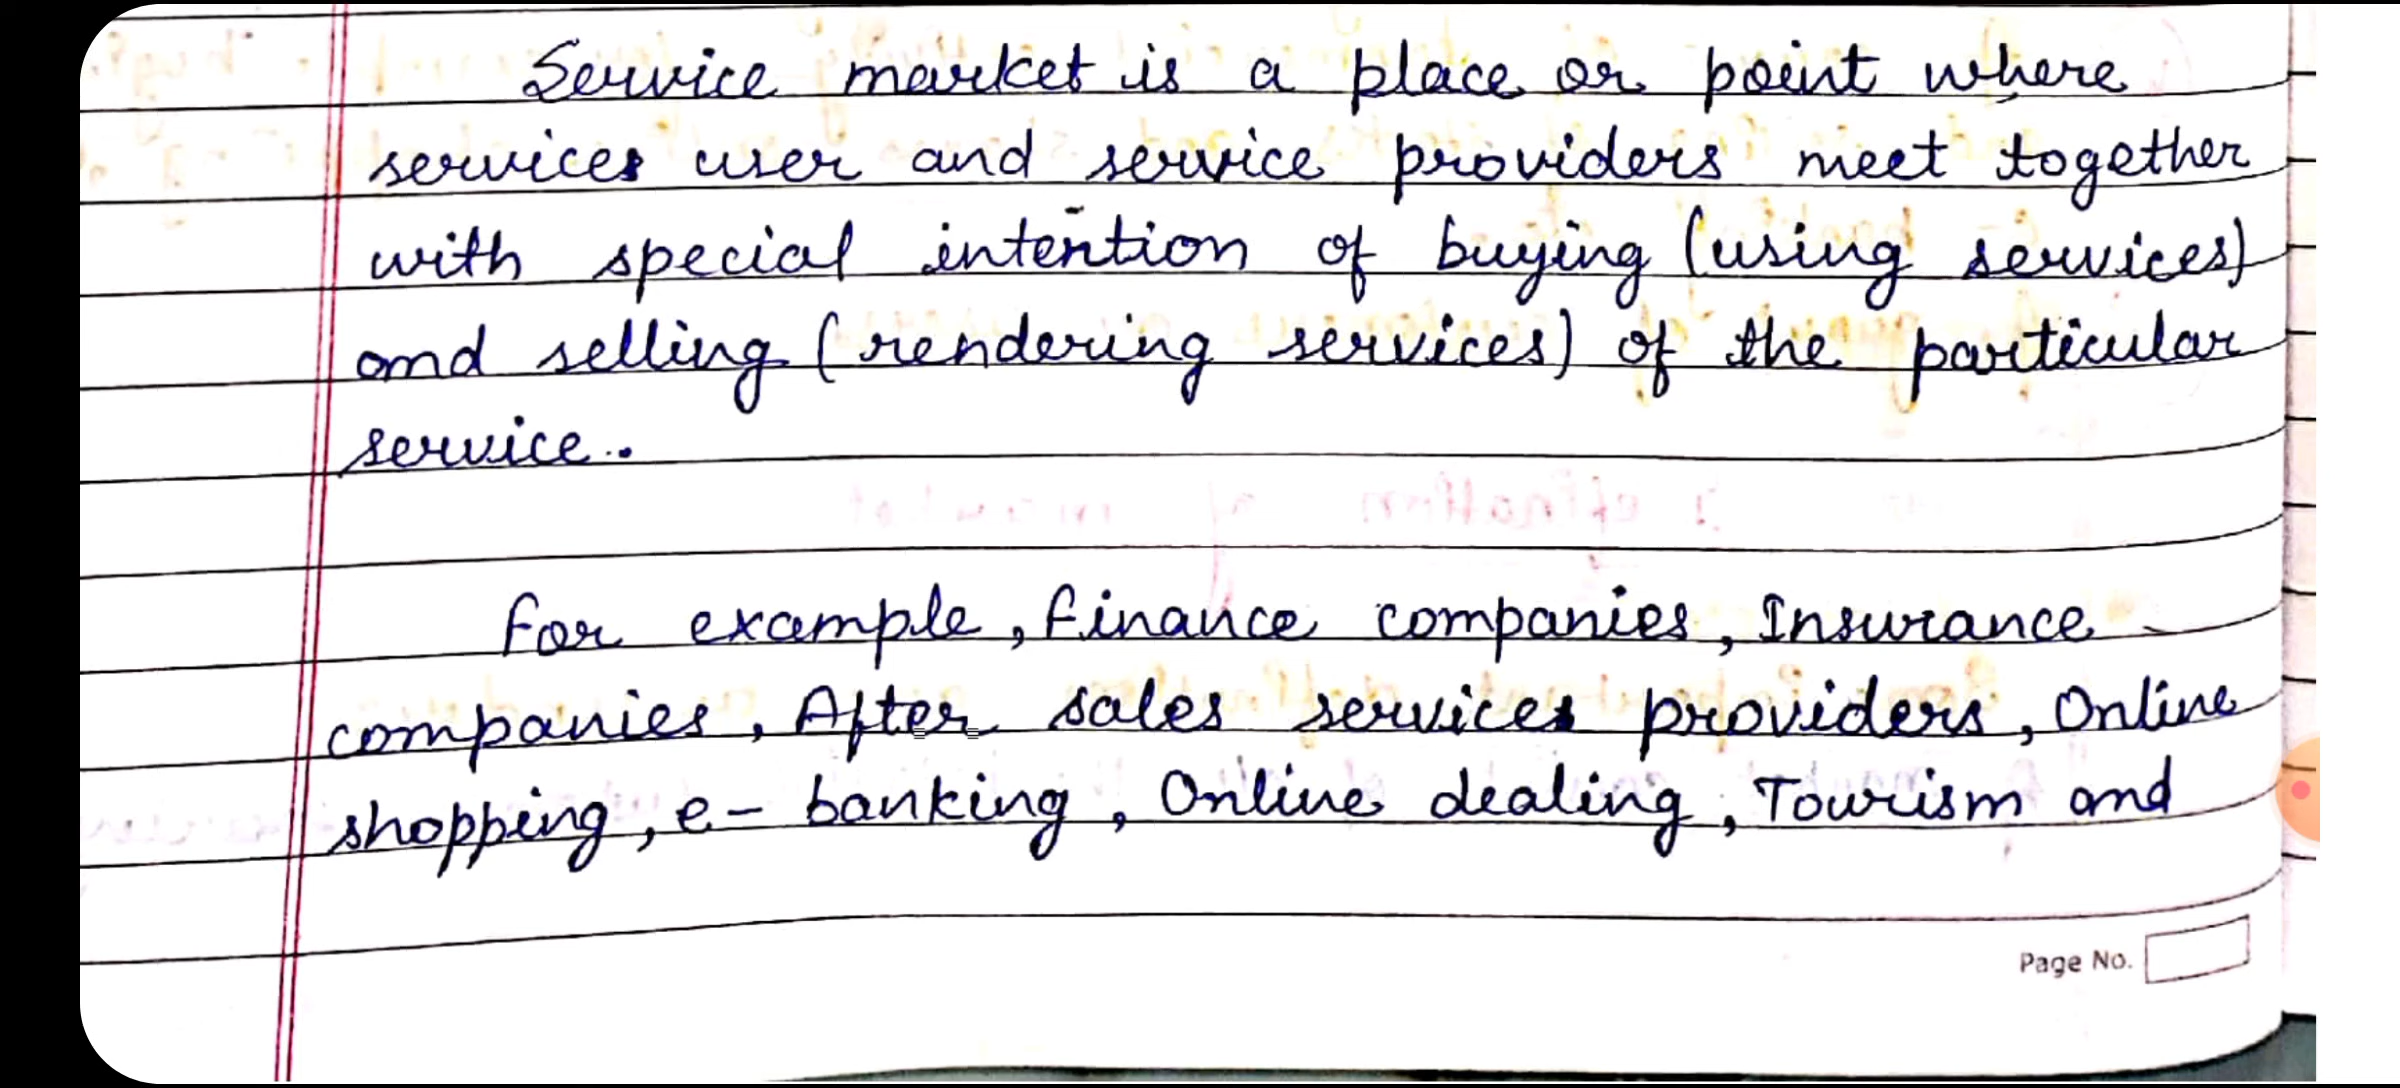 Service market is a place or point where
services user and service providers meet together
with special intention of buying (using services)
and selling (rendering services) of the particular
service..
For example, finance companies, Insurance
companies, After sales services providers, Online
shopping, e- banking, Online dealing, Tourism and
Page No.